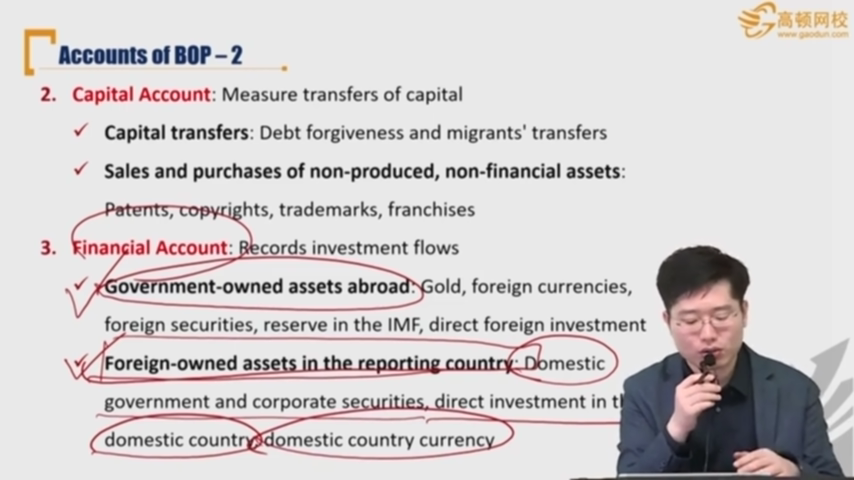 高顿网校
www.gaodun.com
Accounts of BOP – 2
2. Capital Account: Measure transfers of capital
✓ Capital transfers: Debt forgiveness and migrants' transfers
✓ Sales and purchases of non-produced, non-financial assets:
Patents, copyrights, trademarks, franchises
3. Financial Account: Records investment flows
✓ Government-owned assets abroad: Gold, foreign currencies,
foreign securities, reserve in the IMF, direct foreign investment
✓ Foreign-owned assets in the reporting country: Domestic
government and corporate securities, direct investment in
domestic country, domestic country currency